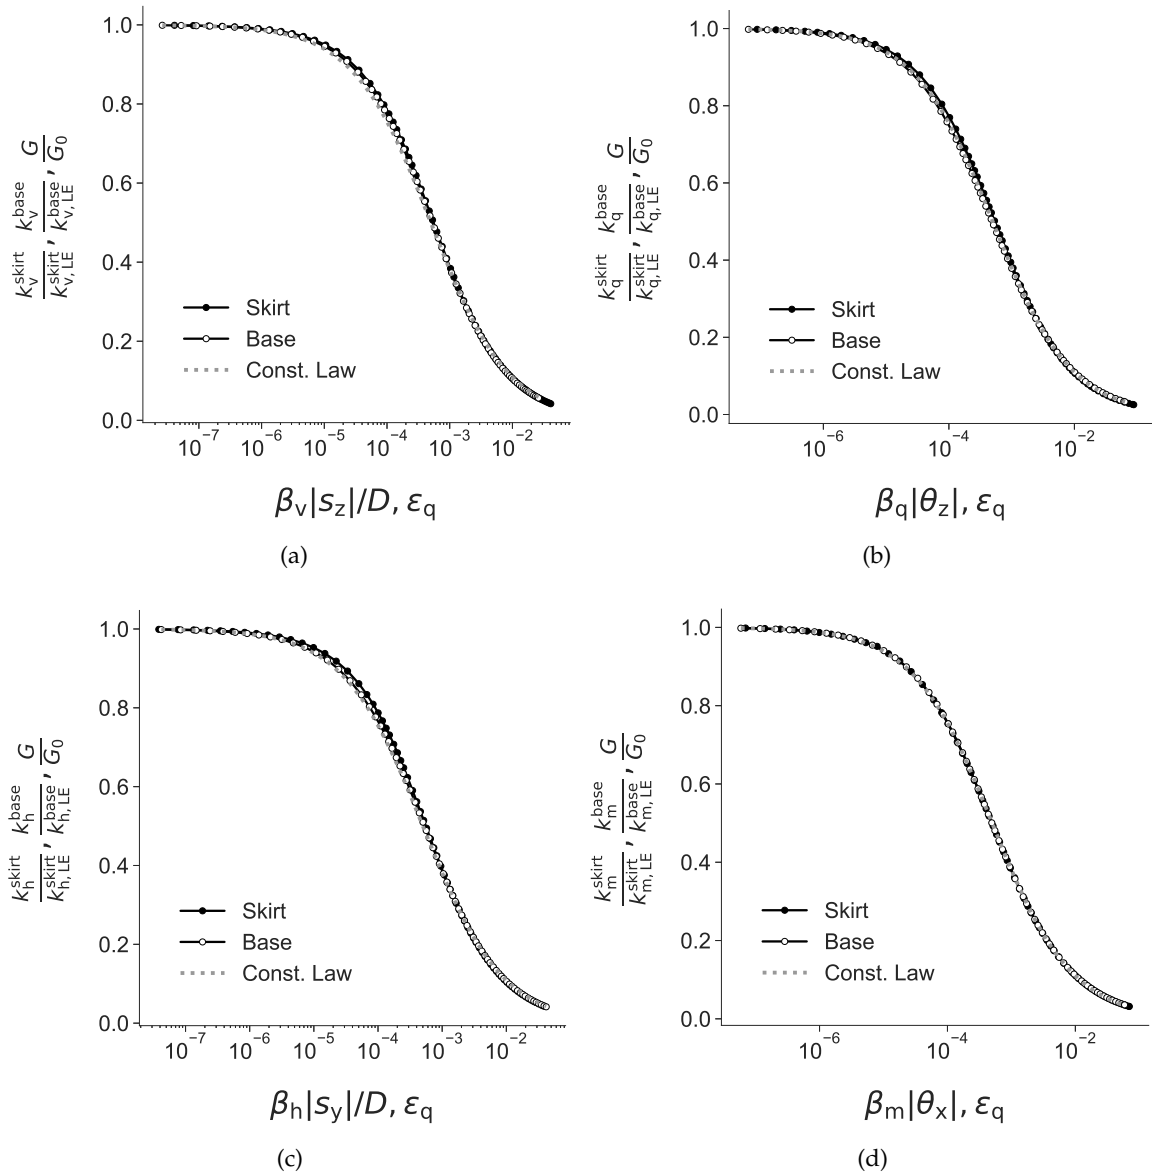 1.0
0.8
0.6
0.4
0.2
0.0
k_v^skirt/k_v,LE^skirt, k_v^base/k_v,LE^base, G/G_0
Skirt
Base
Const. Law
10^−7 10^−6 10^−5 10^−4 10^−3 10^−2
β_v|s_z|/D, ε_q
(a)
1.0
0.8
0.6
0.4
0.2
0.0
k_q^skirt/k_q,LE^skirt, k_q^base/k_q,LE^base, G/G_0
Skirt
Base
Const. Law
10^−6 10^−4 10^−2
β_q|θ_z|, ε_q
(b)
1.0
0.8
0.6
0.4
0.2
0.0
k_h^skirt/k_h,LE^skirt, k_h^base/k_h,LE^base, G/G_0
Skirt
Base
Const. Law
10^−7 10^−6 10^−5 10^−4 10^−3 10^−2
β_h|s_y|/D, ε_q
(c)
1.0
0.8
0.6
0.4
0.2
0.0
k_m^skirt/k_m,LE^skirt, k_m^base/k_m,LE^base, G/G_0
Skirt
Base
Const. Law
10^−6 10^−4 10^−2
β_m|θ_x|, ε_q
(d)